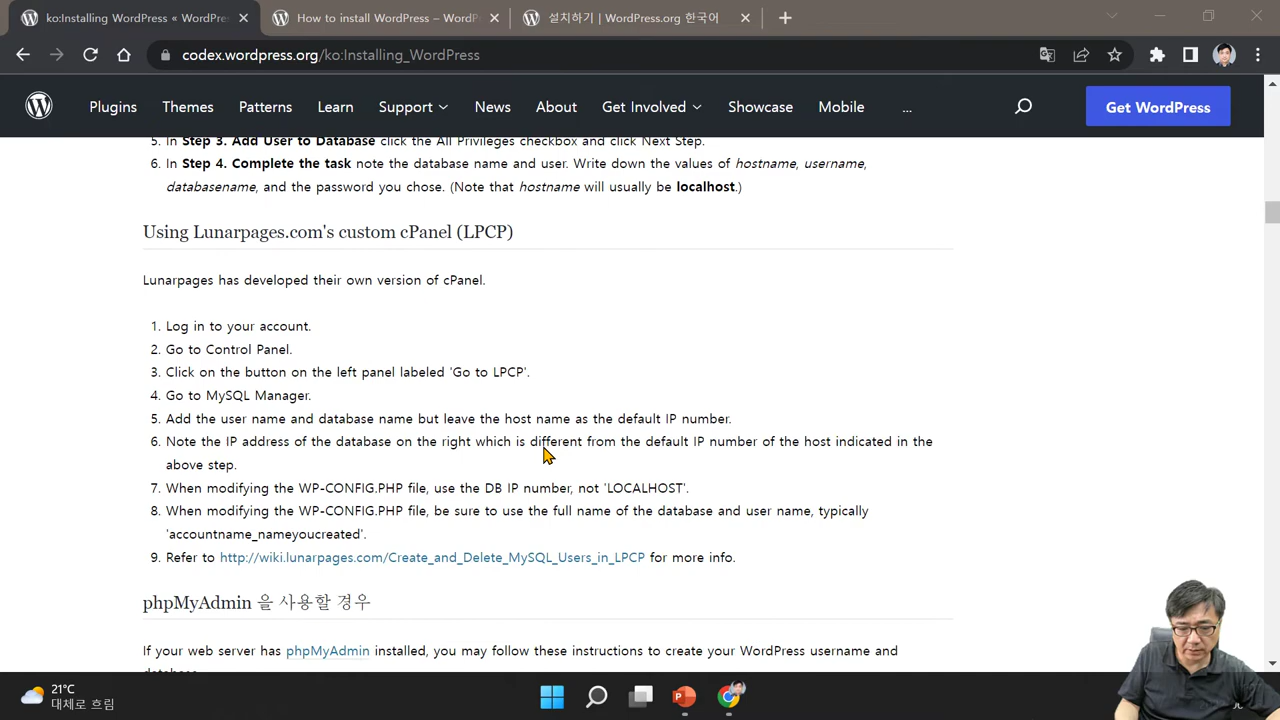 Installing WordPress « WordPre
How to install WordPress – WordP
설치하기 | WordPress.org 한국어
codex.wordpress.org/ko:Installing_WordPress
Plugins
Themes
Patterns
Learn
Support
News
About
Get Involved
Showcase
Mobile
...
Get WordPress
5. In Step 3. Add User to Database click the All Privileges checkbox and click Next Step.
6. In Step 4. Complete the task note the database name and user. Write down the values of hostname, username,
databasename, and the password you chose. (Note that hostname will usually be localhost.)
Using Lunarpages.com's custom cPanel (LPCP)
Lunarpages has developed their own version of cPanel.
1. Log in to your account.
2. Go to Control Panel.
3. Click on the button on the left panel labeled 'Go to LPCP'.
4. Go to MySQL Manager.
5. Add the user name and database name but leave the host name as the default IP number.
6. Note the IP address of the database on the right which is different from the default IP number of the host indicated in the
above step.
7. When modifying the WP-CONFIG.PHP file, use the DB IP number, not 'LOCALHOST'.
8. When modifying the WP-CONFIG.PHP file, be sure to use the full name of the database and user name, typically
'accountname_nameyoucreated'.
9. Refer to http://wiki.lunarpages.com/Create_and_Delete_MySQL_Users_in_LPCP for more info.
phpMyAdmin 을 사용할 경우
If your web server has phpMyAdmin installed, you may follow these instructions to create your WordPress username and
database.
21°C
대체로 흐림